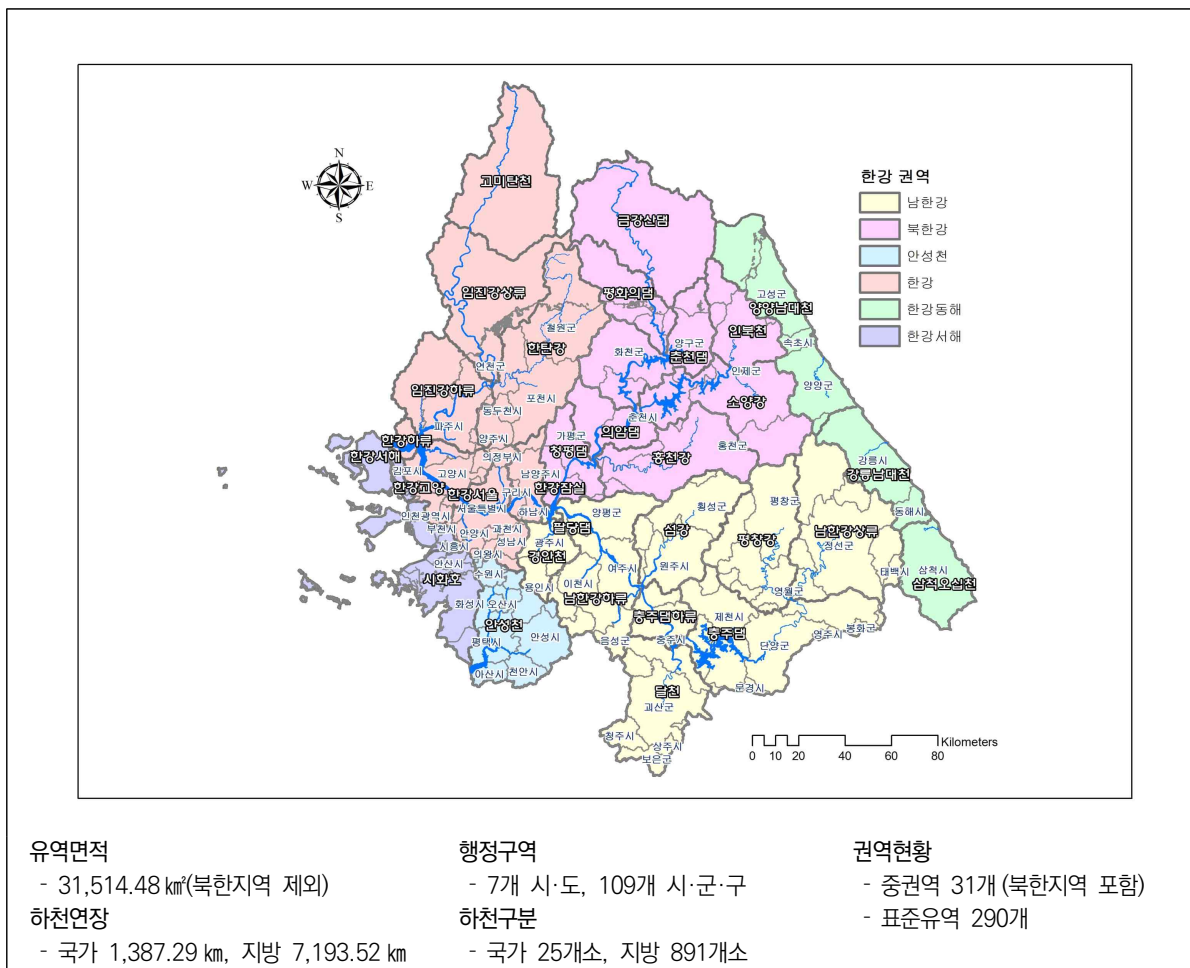 N
W E
S
한강 권역
남한강
북한강
안성천
한강
한강동해
한강서해
고미탄천
금강산댐
임진강상류
평화의댐
고성군
양양남대천
철원군
한탄강
인북천
속초시
화천군
양구군
춘천댐
연천군
인제군
양양군
임진강하류
포천시
소양강
동두천시
춘천시
파주시
양주시
가평군
의암댐
홍천군
강릉시
한강하류
의정부시
청평댐
홍천강
한강서해
강릉남대천
김포시
고양시
남양주시
한강고양
한강서울
구리시
한강잠실
횡성군
평창군
인천광역시
서울특별시
하남시
양평군
동해시
부천시
안양시
과천시
팔당댐
섬강
평창강
남한강상류
시흥시
성남시
광주시
정선군
안산시
의왕시
경안천
여주시
원주시
태백시
삼척시
시화호
수원시
용인시
이천시
삼척오십천
화성시
오산시
남한강하류
영월군
안성천
충주댐하류
제천시
봉화군
평택시
안성시
음성군
충주시
충주댐
단양군
영주시
아산시
천안시
달천
문경시
괴산군
청주시
상주시
보은군
Kilometers
0 10 20 40 60 80
유역면적
- 31,514.48 ㎢(북한지역 제외)
하천연장
- 국가 1,387.29 ㎞, 지방 7,193.52 ㎞
행정구역
- 7개 시·도, 109개 시·군·구
하천구분
- 국가 25개소, 지방 891개소
권역현황
- 중권역 31개 (북한지역 포함)
- 표준유역 290개